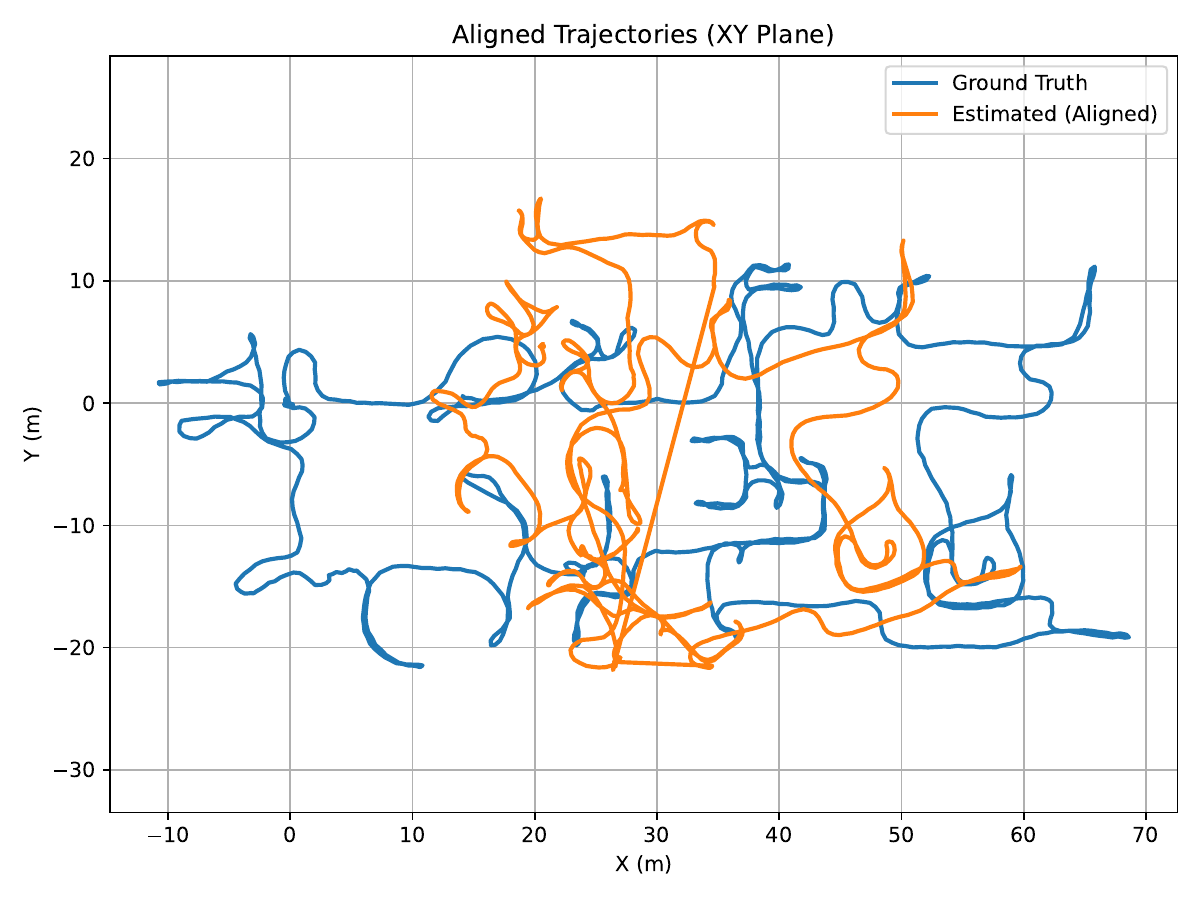 Aligned Trajectories (XY Plane)
Ground Truth
Estimated (Aligned)
20
10
0
−10
−20
−30
Y (m)
−10 0 10 20 30 40 50 60 70
X (m)